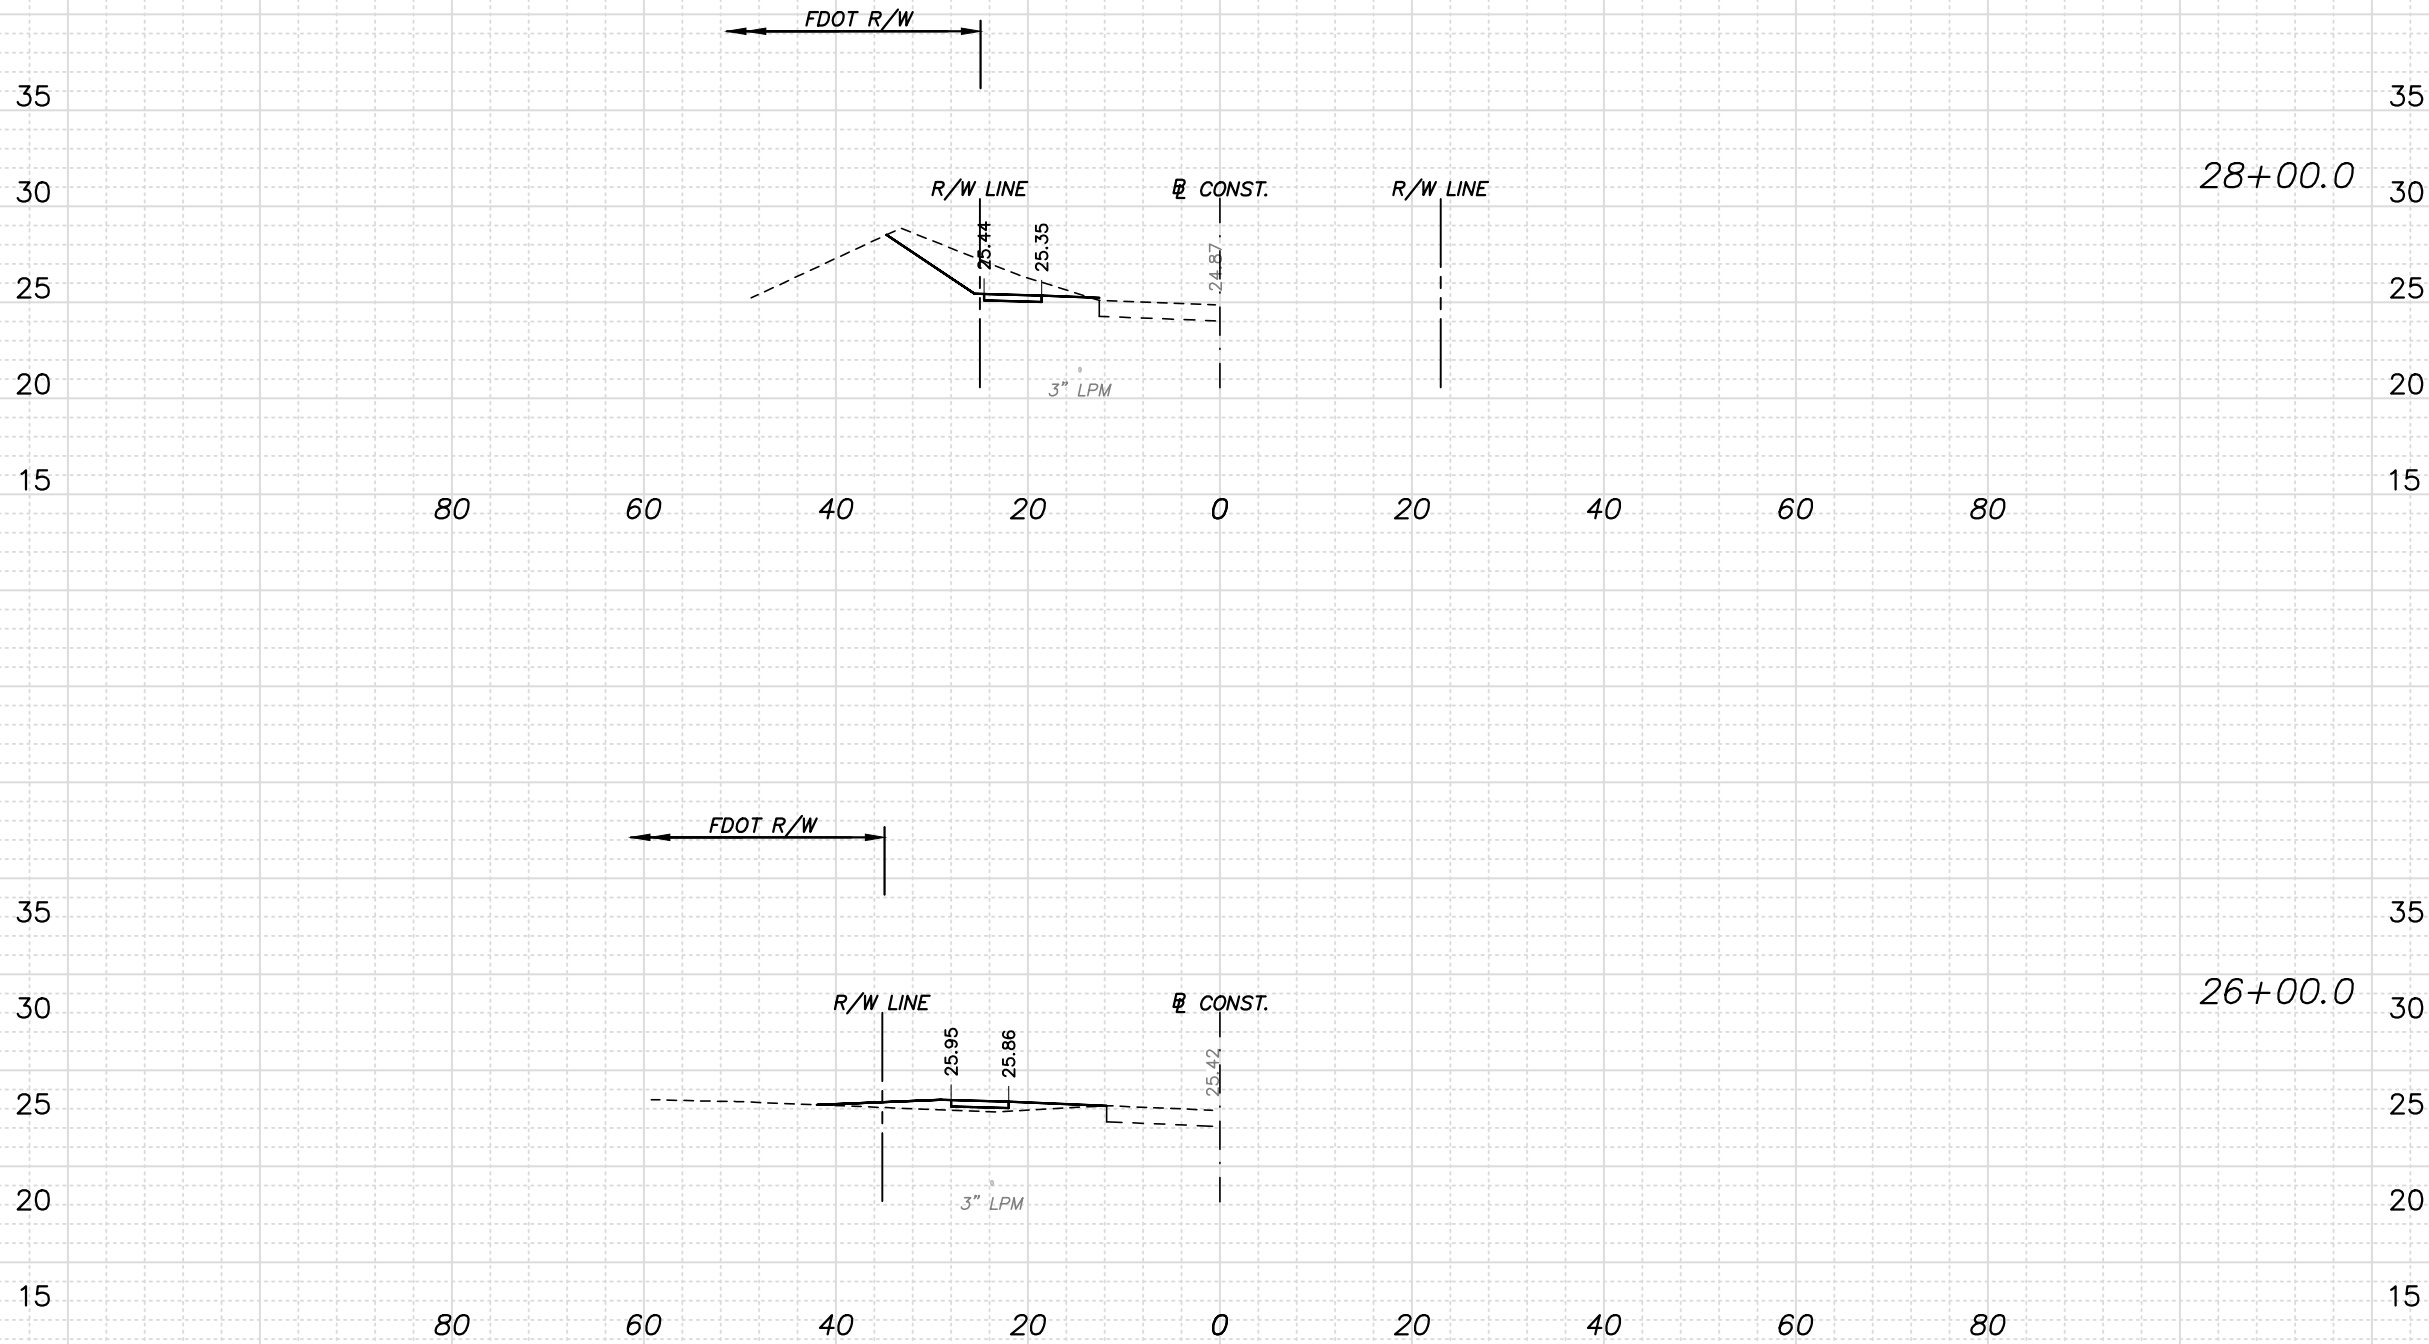 FDOT R/W
35 35
R/W LINE ℄ CONST. R/W LINE 28+00.0
30 30
25.44 25.35 24.87
25 25
3" LPM
20 20
15 15
80 60 40 20 0 20 40 60 80
FDOT R/W
35 35
R/W LINE ℄ CONST. 26+00.0
30 30
25.95 25.86 25.42
25 25
3" LPM
20 20
15 15
80 60 40 20 0 20 40 60 80